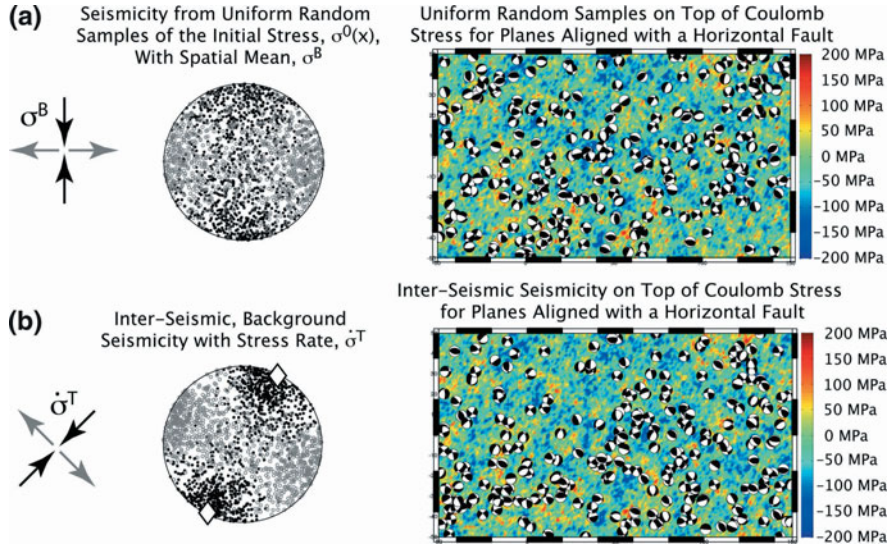 (a)
Seismicity from Uniform Random
Samples of the Initial Stress, σ⁰(x),
With Spatial Mean, σᴮ
σᴮ
Uniform Random Samples on Top of Coulomb
Stress for Planes Aligned with a Horizontal Fault
200 MPa
150 MPa
100 MPa
50 MPa
0 MPa
-50 MPa
-100 MPa
-150 MPa
-200 MPa
(b)
Inter-Seismic, Background
Seismicity with Stress Rate, σ̇ᵀ
σ̇ᵀ
Inter-Seismic Seismicity on Top of Coulomb Stress
for Planes Aligned with a Horizontal Fault
200 MPa
150 MPa
100 MPa
50 MPa
0 MPa
-50 MPa
-100 MPa
-150 MPa
-200 MPa